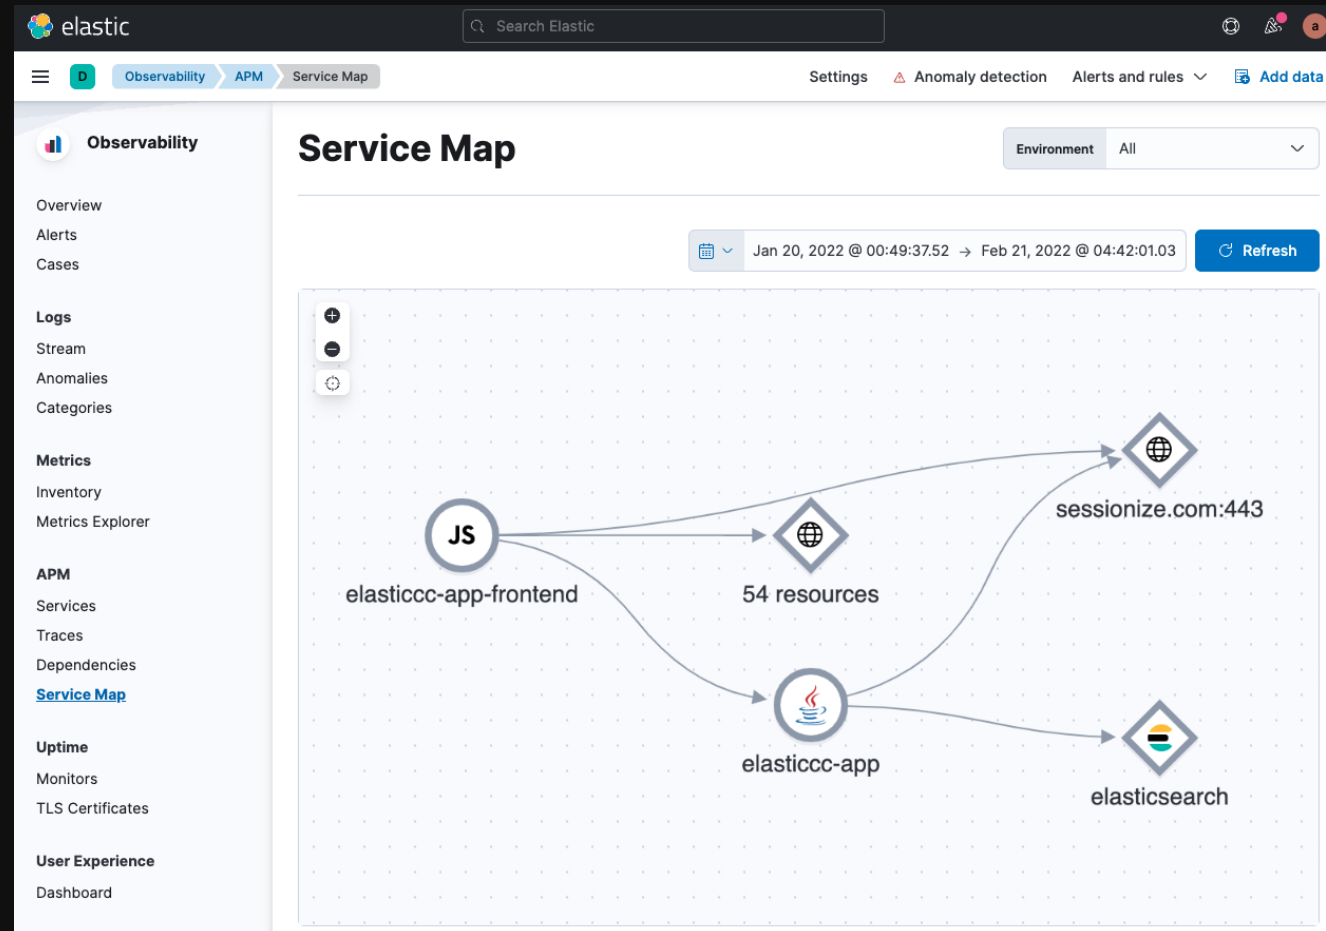 elastic
Search Elastic
a
D
Observability
APM
Service Map
Settings
Anomaly detection
Alerts and rules
Add data
Observability
Overview
Alerts
Cases
Logs
Stream
Anomalies
Categories
Metrics
Inventory
Metrics Explorer
APM
Services
Traces
Dependencies
Service Map
Uptime
Monitors
TLS Certificates
User Experience
Dashboard
Service Map
Environment
All
Jan 20, 2022 @ 00:49:37.52 → Feb 21, 2022 @ 04:42:01.03
Refresh
JS
elasticcc-app-frontend
54 resources
sessionize.com:443
elasticcc-app
elasticsearch